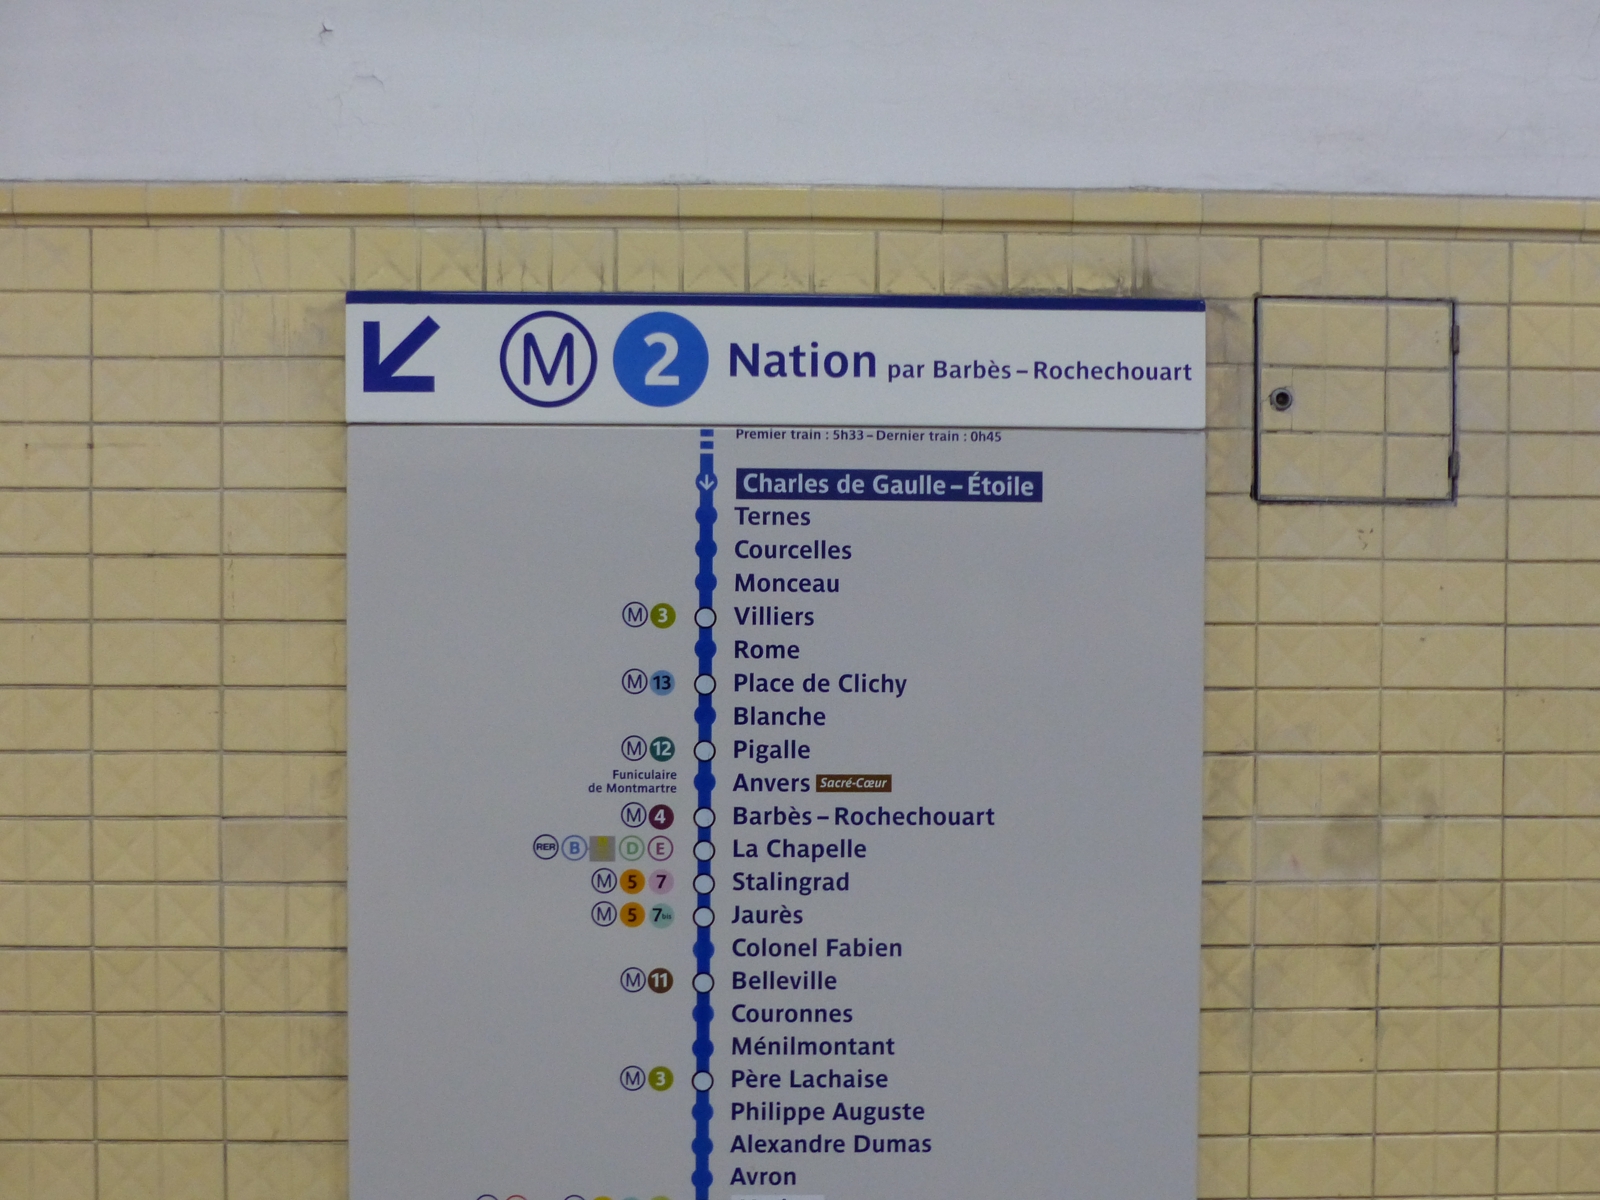 M 2 Nation par Barbès – Rochechouart
Premier train : 5h33 – Dernier train : 0h45
Charles de Gaulle – Étoile
Ternes
Courcelles
Monceau
M 3 Villiers
Rome
M 13 Place de Clichy
Blanche
M 12 Pigalle
Funiculaire
de Montmartre
Anvers Sacré-Cœur
M 4 Barbès – Rochechouart
RER B D E La Chapelle
M 5 7 Stalingrad
M 5 7bis Jaurès
Colonel Fabien
M 11 Belleville
Couronnes
Ménilmontant
M 3 Père Lachaise
Philippe Auguste
Alexandre Dumas
Avron